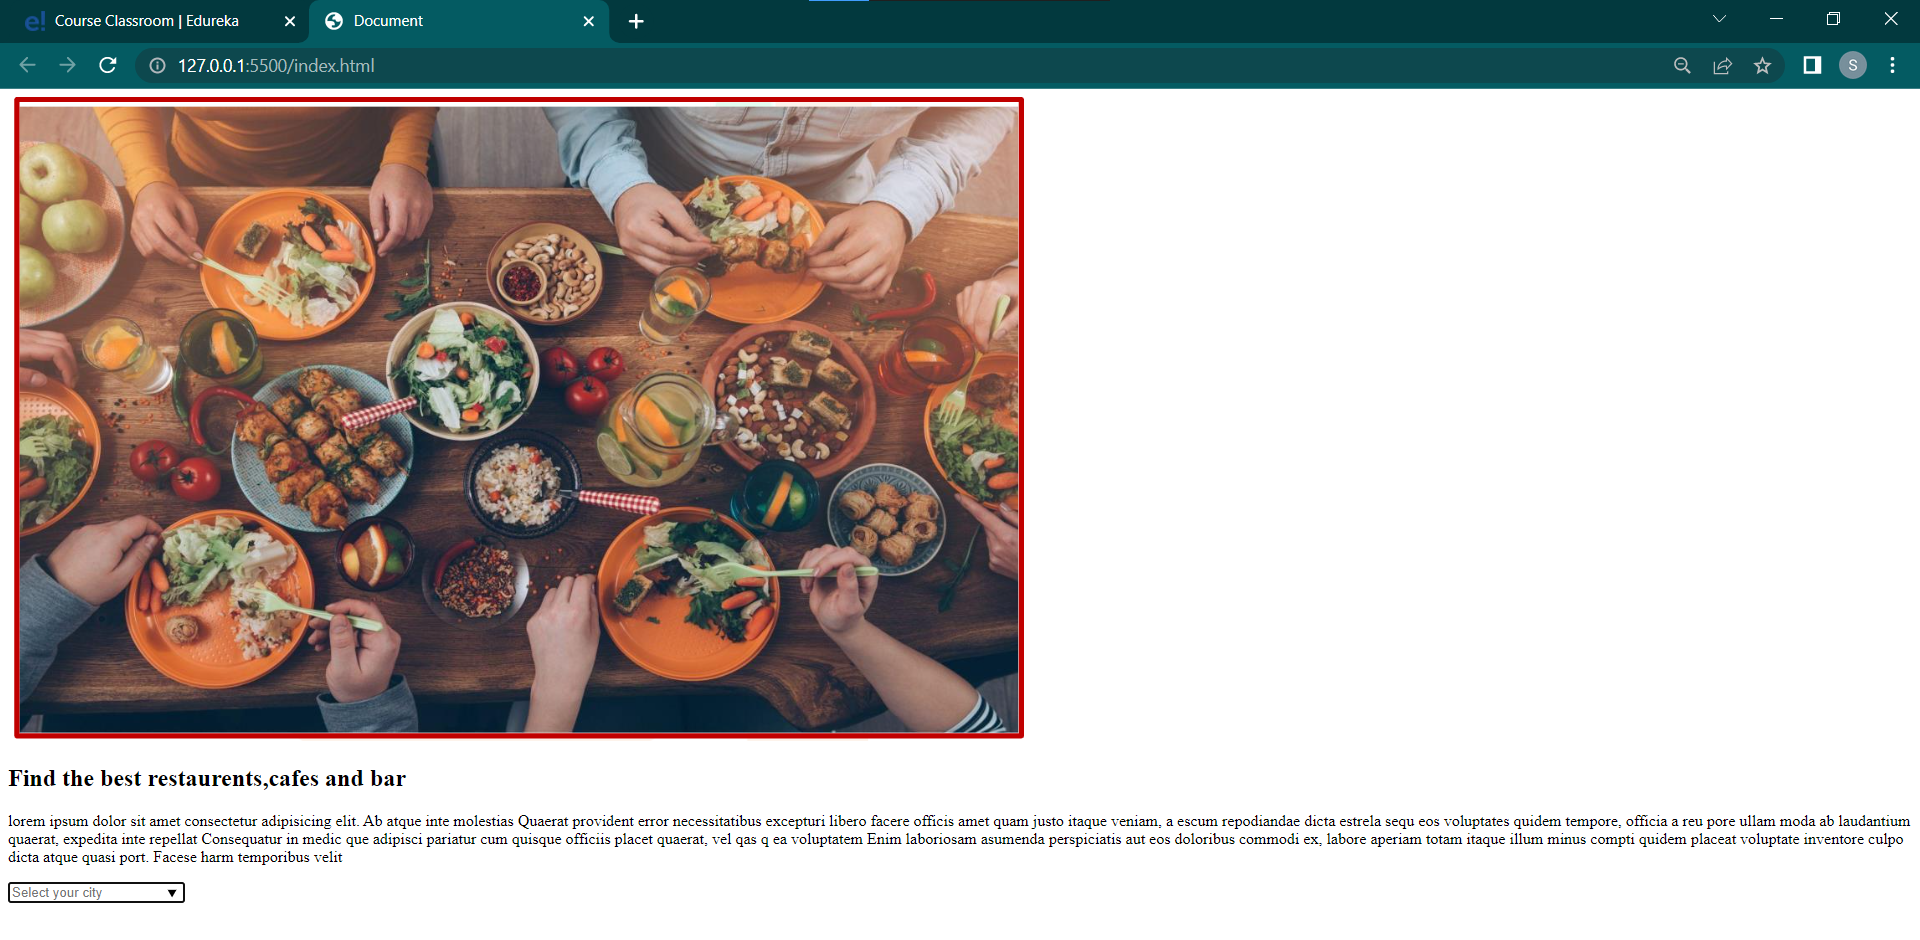 e! Course Classroom | Edureka
Document
127.0.0.1:5500/index.html
S
Find the best restaurents,cafes and bar
lorem ipsum dolor sit amet consectetur adipisicing elit. Ab atque inte molestias Quaerat provident error necessitatibus excepturi libero facere officis amet quam justo itaque veniam, a escum repodiandae dicta estrela sequ eos voluptates quidem tempore, officia a reu pore ullam moda ab laudantium
quaerat, expedita inte repellat Consequatur in medic que adipisci pariatur cum quisque officiis placet quaerat, vel qas q ea voluptatem Enim laboriosam asumenda perspiciatis aut eos doloribus commodi ex, labore aperiam totam itaque illum minus compti quidem placeat voluptate inventore culpo
dicta atque quasi port. Facese harm temporibus velit
Select your city